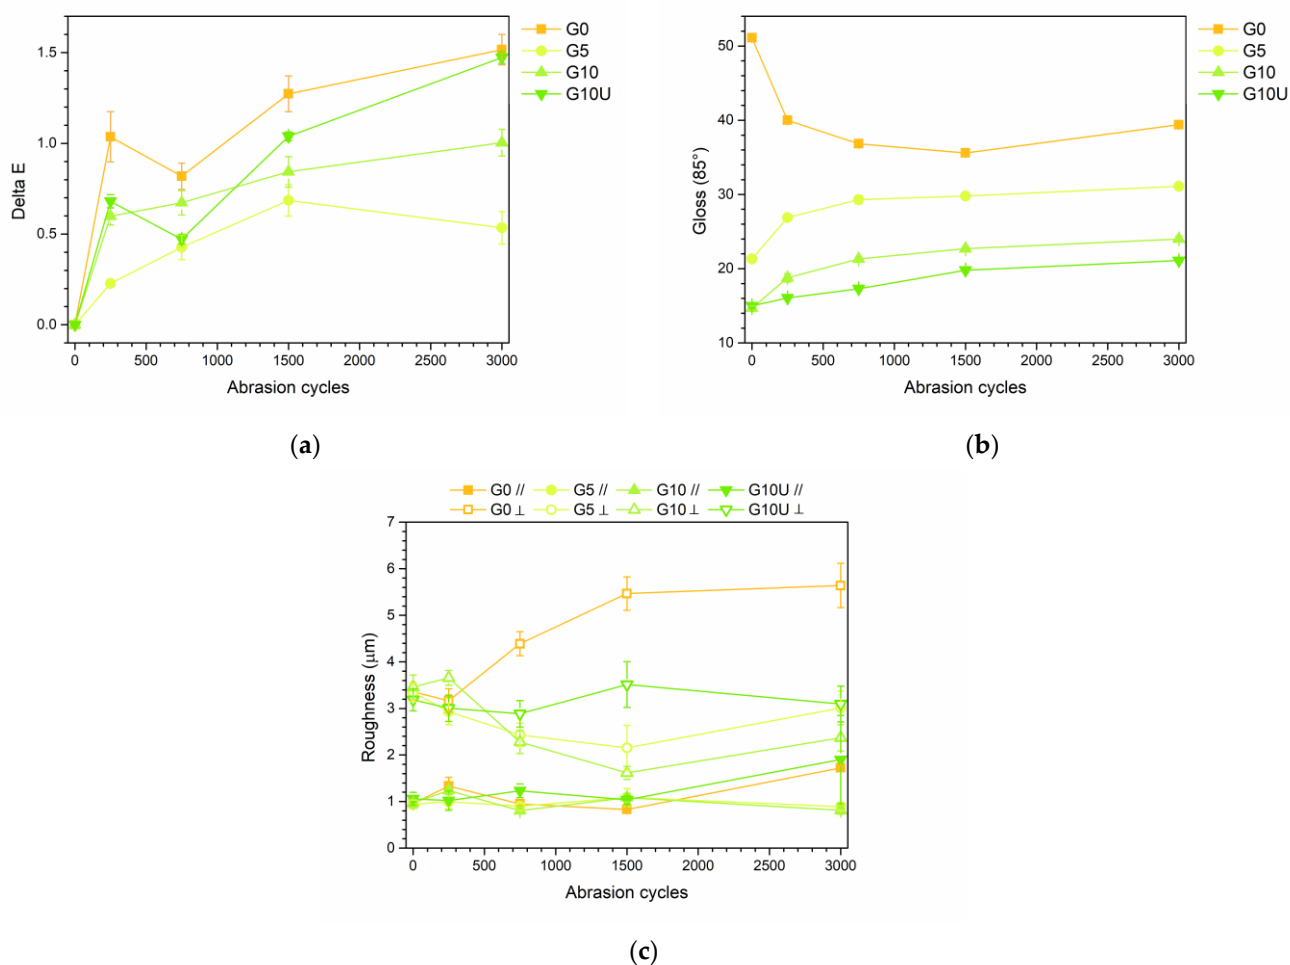 G0
G5
G10
G10U
1.5
1.0
0.5
0.0
Delta E
0 500 1000 1500 2000 2500 3000
Abrasion cycles
(a)
G0
G5
G10
G10U
50
40
30
20
10
Gloss (85°)
0 500 1000 1500 2000 2500 3000
Abrasion cycles
(b)
G0 // G5 // G10 // G10U //
G0 ⊥ G5 ⊥ G10 ⊥ G10U ⊥
7
6
5
4
3
2
1
0
Roughness (μm)
0 500 1000 1500 2000 2500 3000
Abrasion cycles
(c)